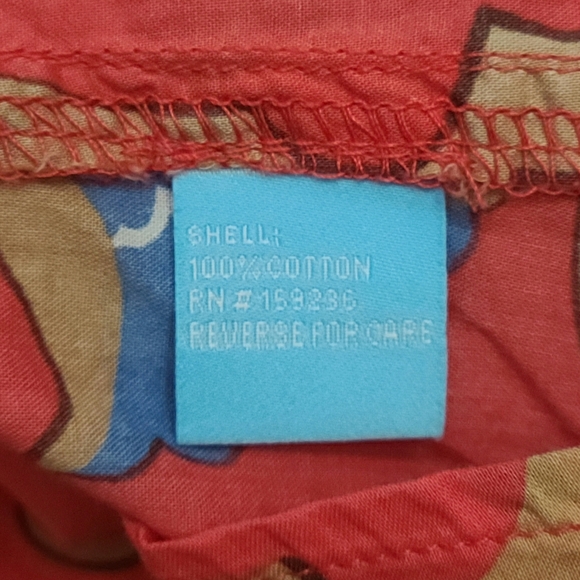 SHELL:
100%COTTON
RN#159236
REVERSE FOR CARE